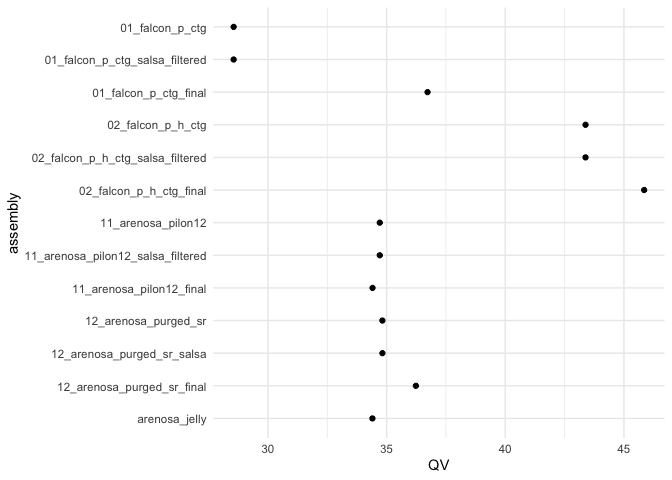 01_falcon_p_ctg
01_falcon_p_ctg_salsa_filtered
01_falcon_p_ctg_final
02_falcon_p_h_ctg
02_falcon_p_h_ctg_salsa_filtered
02_falcon_p_h_ctg_final
11_arenosa_pilon12
11_arenosa_pilon12_salsa_filtered
11_arenosa_pilon12_final
12_arenosa_purged_sr
12_arenosa_purged_sr_salsa
12_arenosa_purged_sr_final
arenosa_jelly
assembly
30 35 40 45
QV